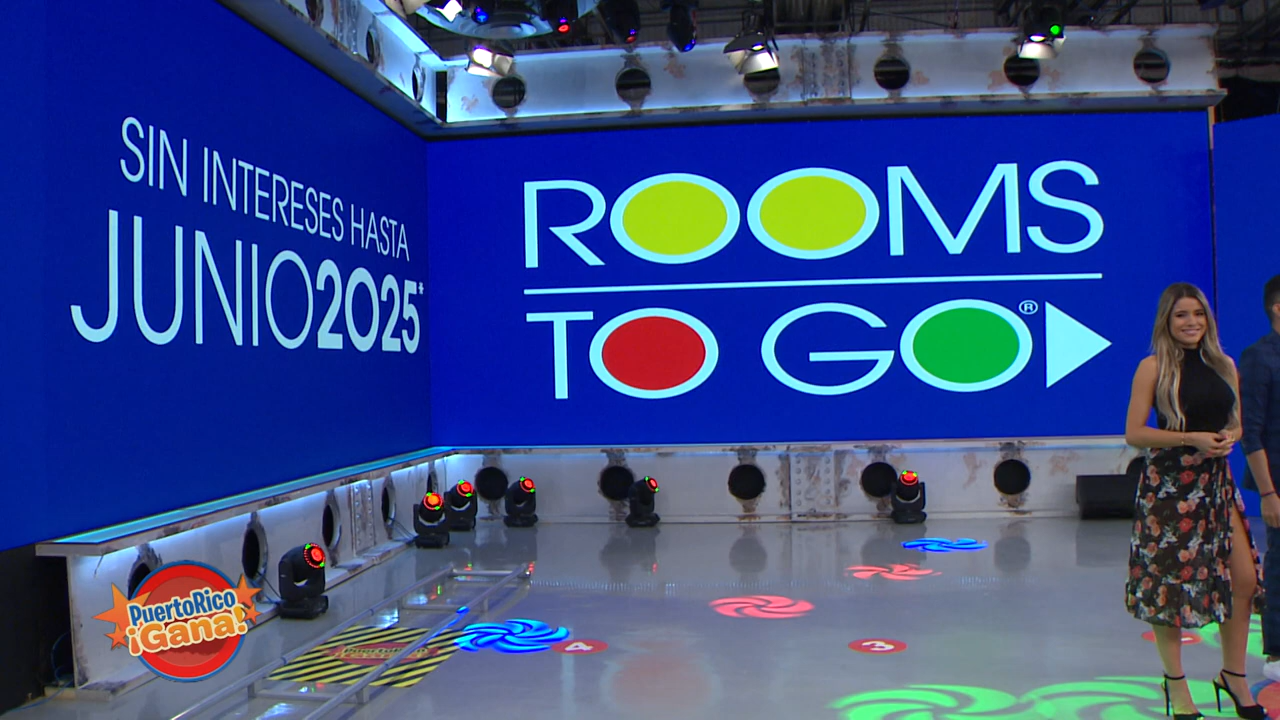 SIN INTERESES HASTA
JUNIO2025*
ROOMS
TO GO®
PuertoRico
¡Gana!
4
3